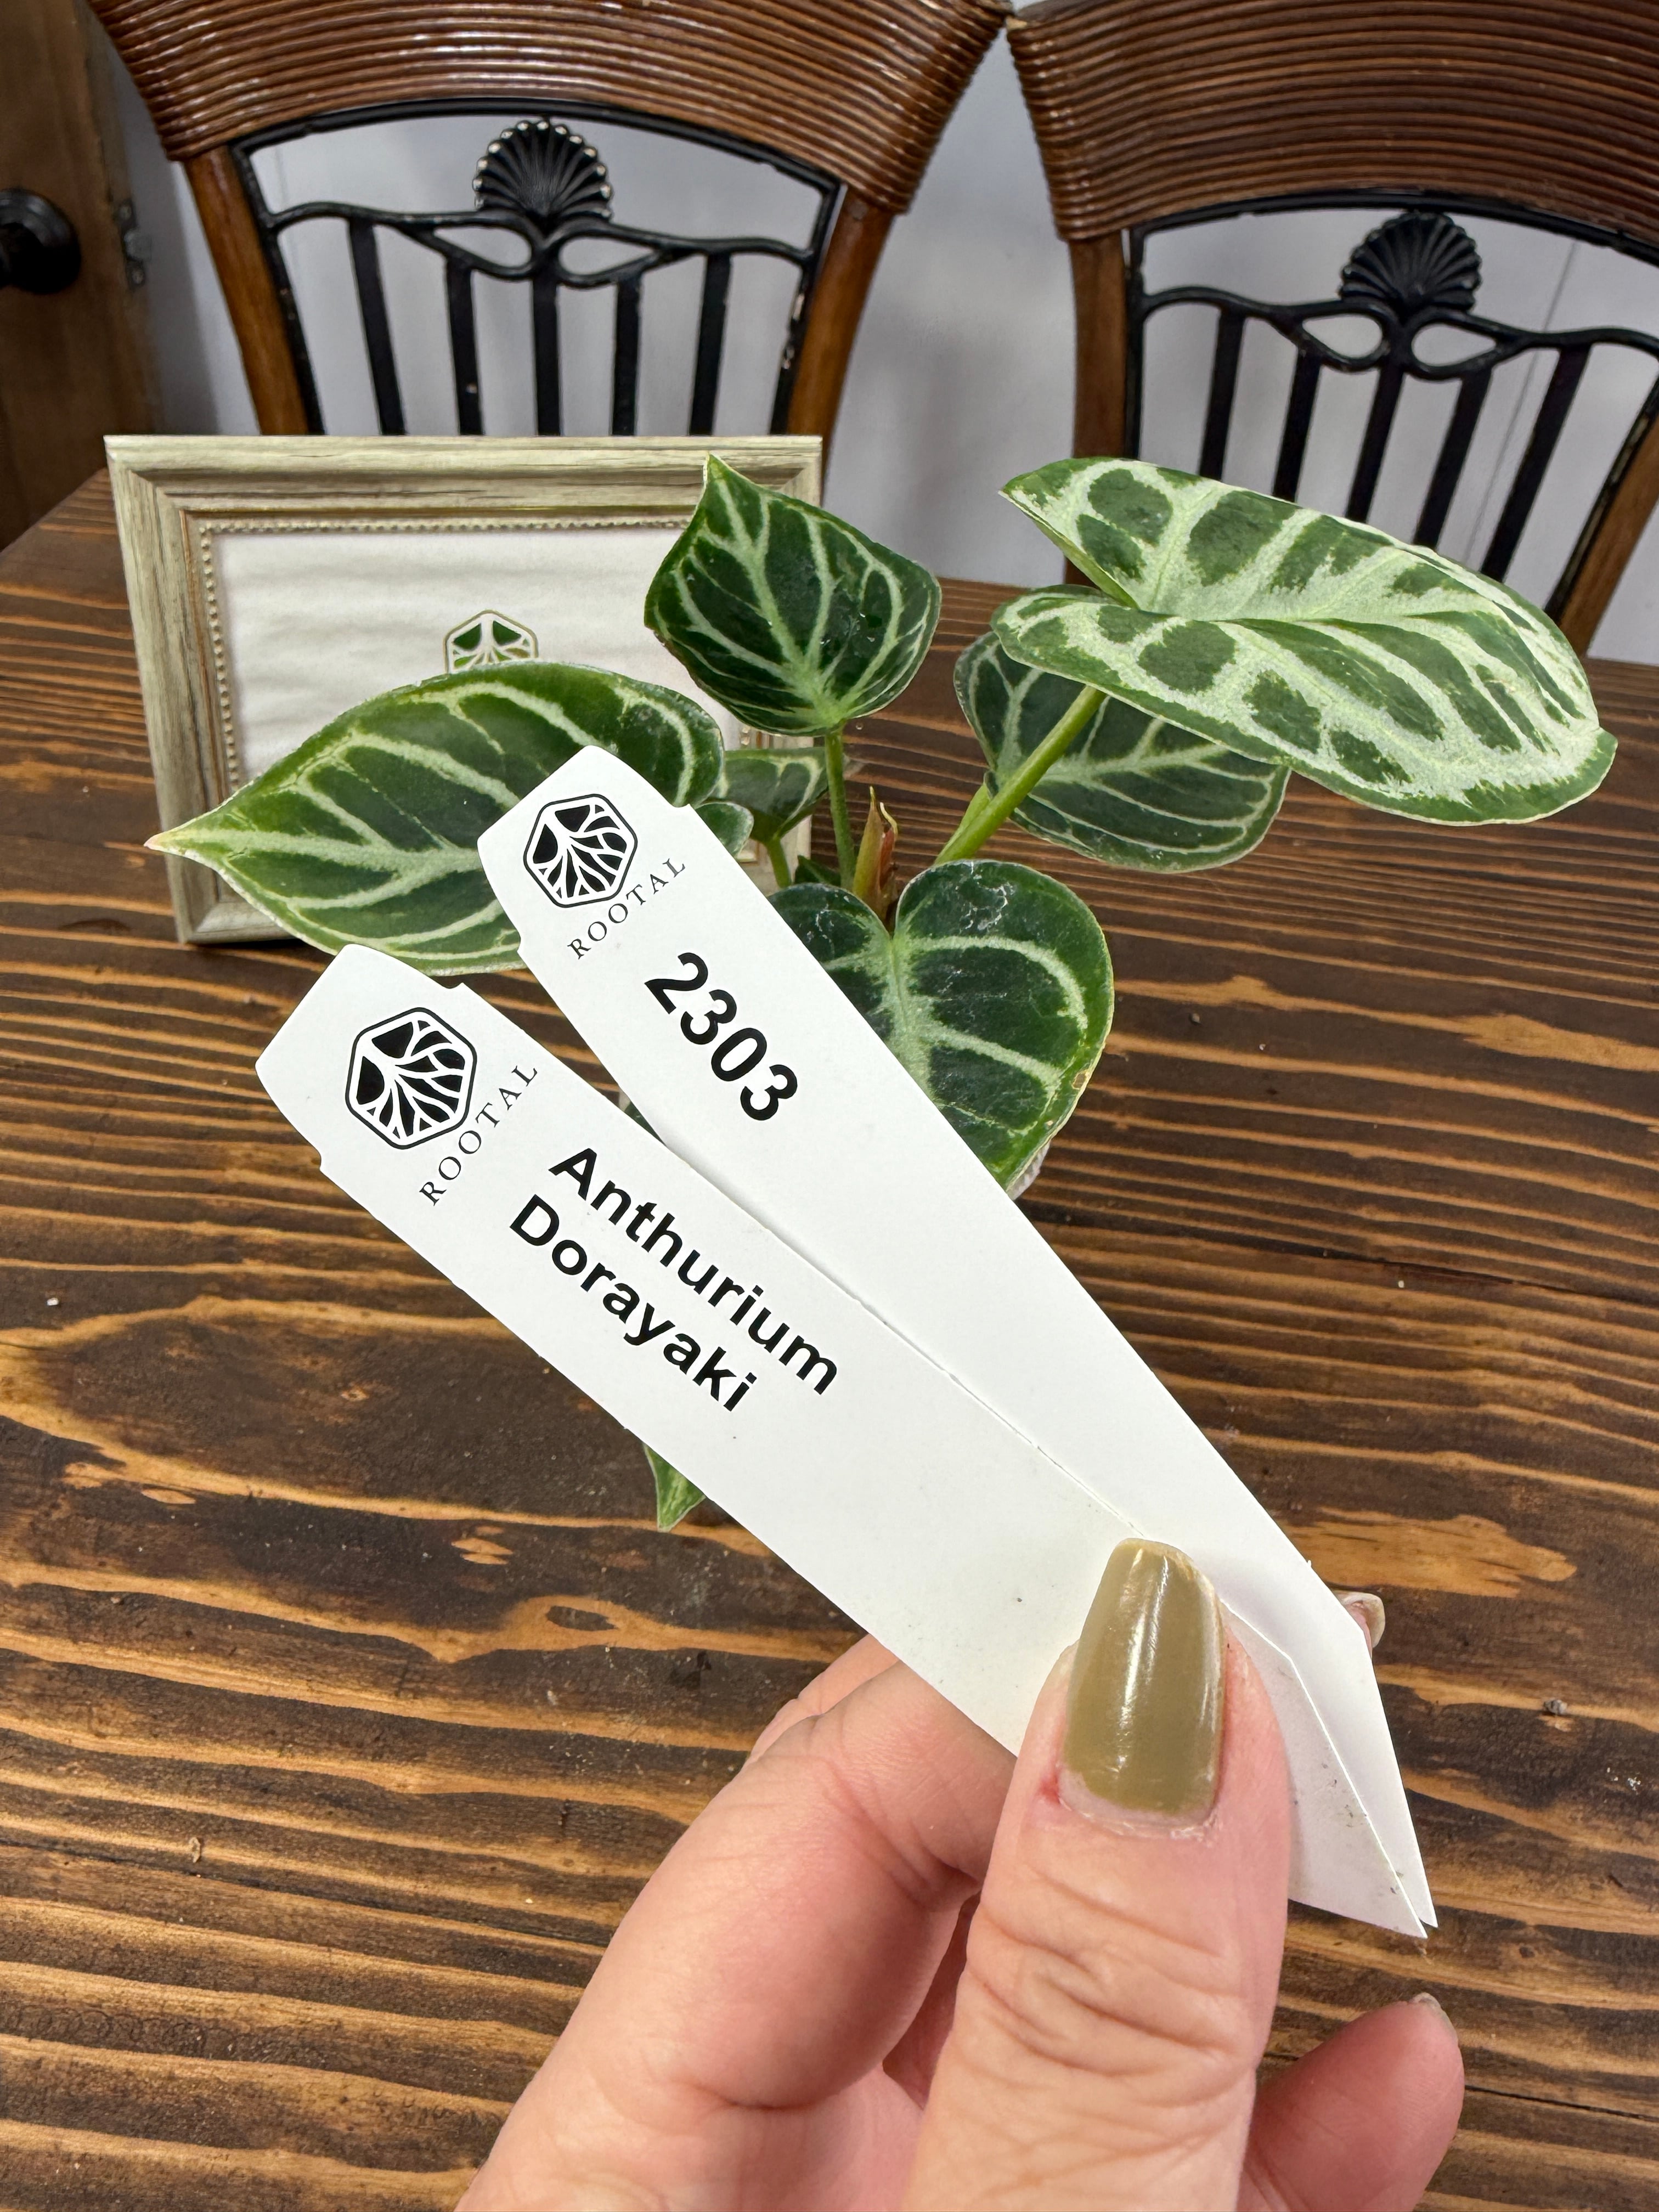 ROOTAL
2303
ROOTAL
Anthurium
Dorayaki